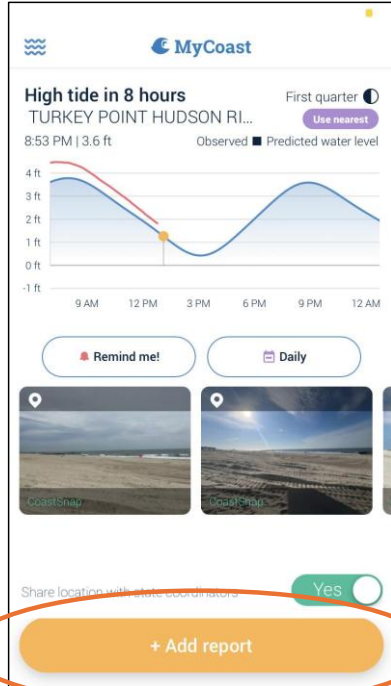 MyCoast
High tide in 8 hours
First quarter
TURKEY POINT HUDSON RI...
Use nearest
8:53 PM | 3.6 ft
Observed
Predicted water level
4 ft
3 ft
2 ft
1 ft
0 ft
-1 ft
9 AM 12 PM 3 PM 6 PM 9 PM 12 AM
Remind me!
Daily
CoastSnap
CoastSnap
Share location with state coordinators
Yes
+ Add report